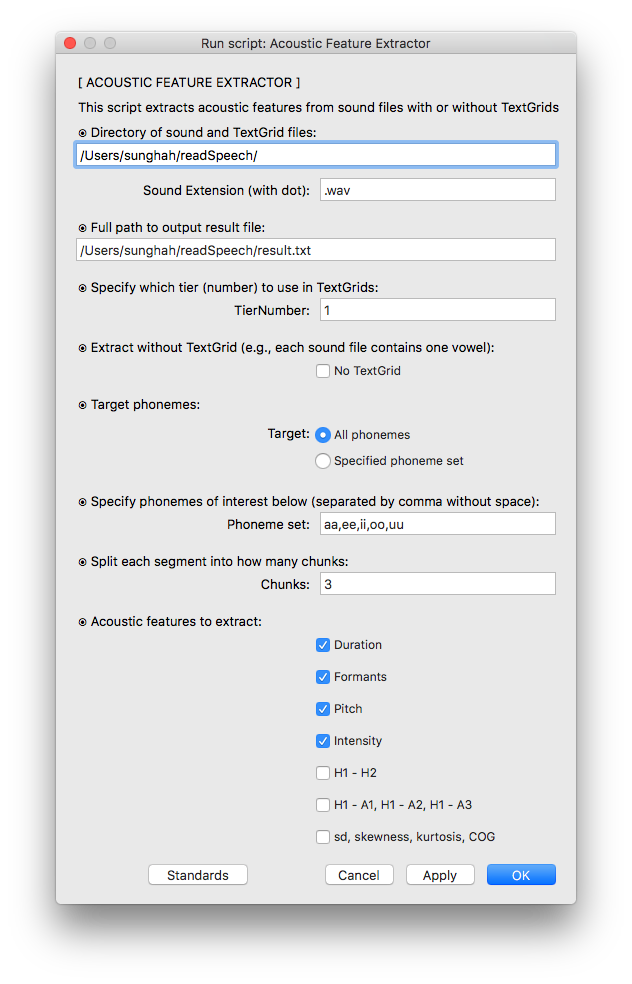 Run script: Acoustic Feature Extractor
[ ACOUSTIC FEATURE EXTRACTOR ]
This script extracts acoustic features from sound files with or without TextGrids
Directory of sound and TextGrid files:
/Users/sunghah/readSpeech/
Sound Extension (with dot): .wav
Full path to output result file:
/Users/sunghah/readSpeech/result.txt
Specify which tier (number) to use in TextGrids:
TierNumber: 1
Extract without TextGrid (e.g., each sound file contains one vowel):
No TextGrid
Target phonemes:
Target: All phonemes
Specified phoneme set
Specify phonemes of interest below (separated by comma without space):
Phoneme set: aa,ee,ii,oo,uu
Split each segment into how many chunks:
Chunks: 3
Acoustic features to extract:
Duration
Formants
Pitch
Intensity
H1 - H2
H1 - A1, H1 - A2, H1 - A3
sd, skewness, kurtosis, COG
Standards Cancel Apply OK